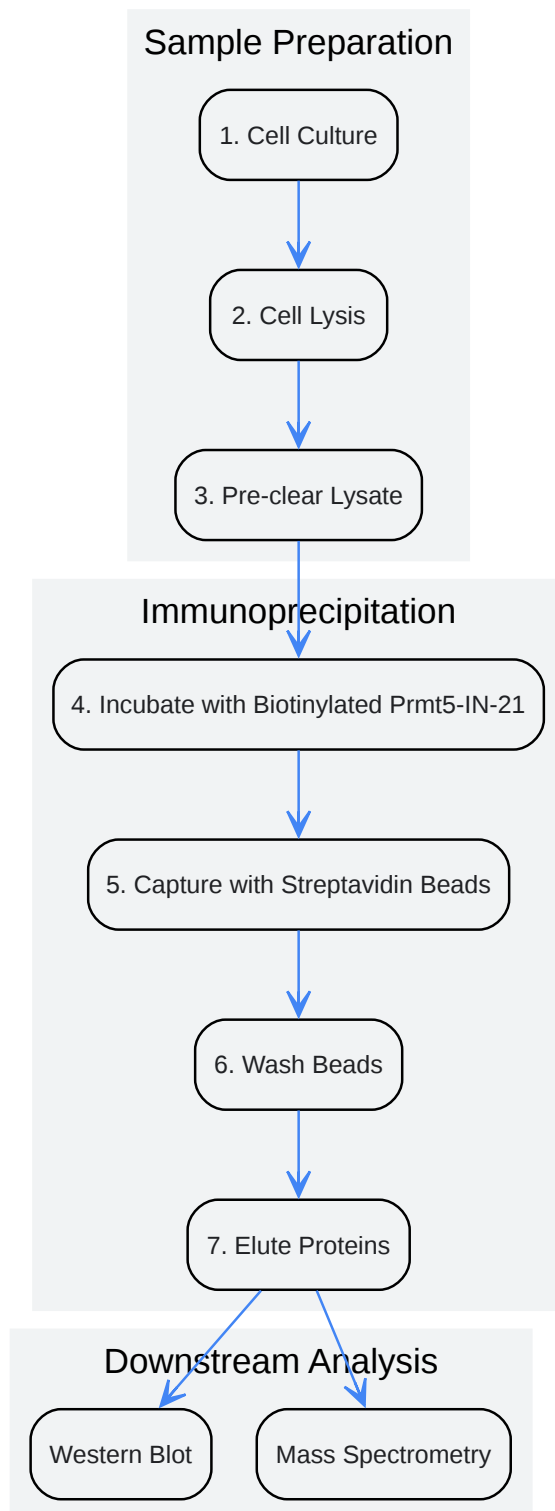 Sample Preparation
1. Cell Culture
2. Cell Lysis
3. Pre-clear Lysate
Immunoprecipitation
4. Incubate with Biotinylated Prmt5-IN-21
5. Capture with Streptavidin Beads
6. Wash Beads
7. Elute Proteins
Downstream Analysis
Western Blot
Mass Spectrometry